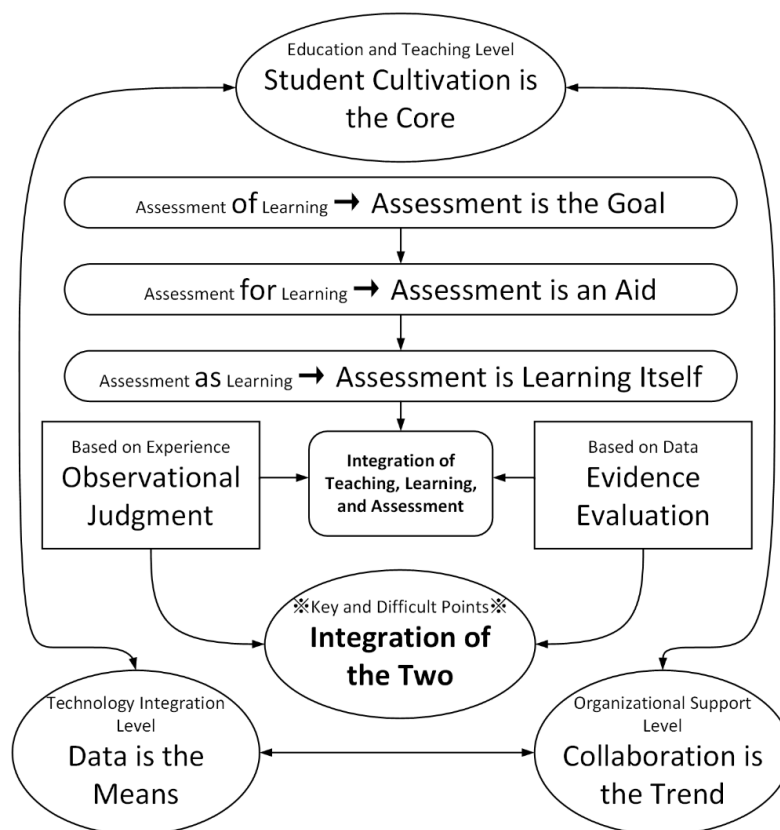 Education and Teaching Level
Student Cultivation is
the Core
Assessment of Learning → Assessment is the Goal
Assessment for Learning → Assessment is an Aid
Assessment as Learning → Assessment is Learning Itself
Based on Experience
Observational
Judgment
Integration of
Teaching, Learning,
and Assessment
Based on Data
Evidence
Evaluation
※Key and Difficult Points※
Integration of
the Two
Technology Integration
Level
Data is the
Means
Organizational Support
Level
Collaboration is
the Trend